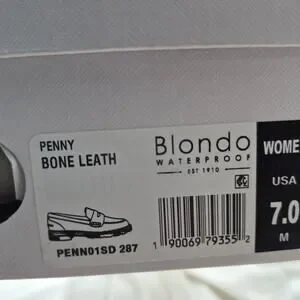 PENNY
BONE LEATH
Blondo
WATERPROOF
EST 1910
WOME
USA
7.0
M
PENN01SD 287
1 90069 79355 2